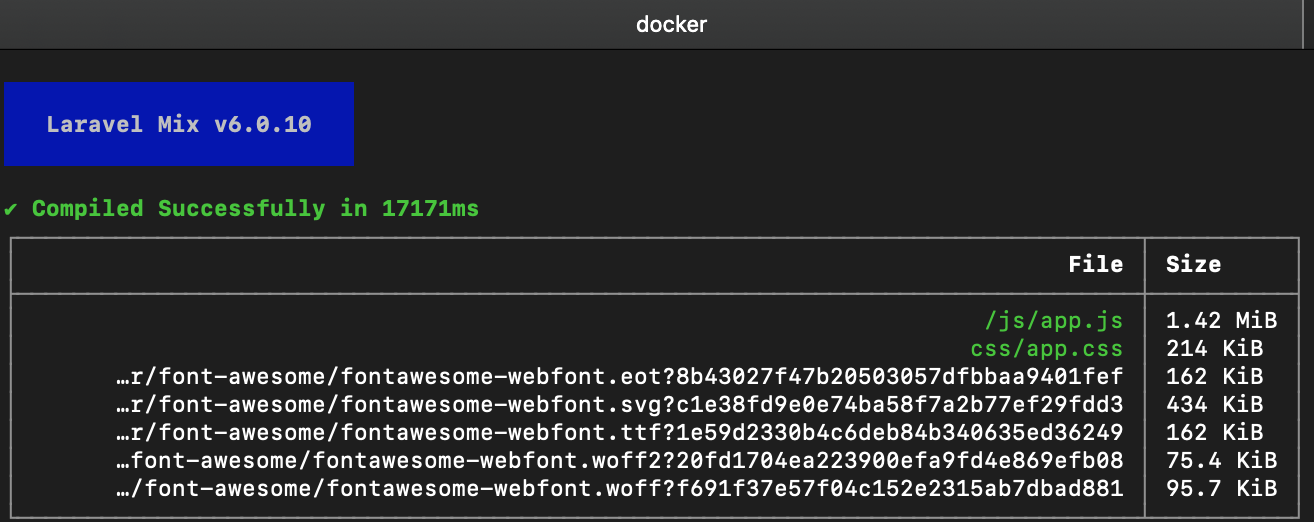 docker
Laravel Mix v6.0.10
✔ Compiled Successfully in 17171ms
File Size
/js/app.js 1.42 MiB
css/app.css 214 KiB
…r/font-awesome/fontawesome-webfont.eot?8b43027f47b20503057dfbbaa9401fef 162 KiB
…r/font-awesome/fontawesome-webfont.svg?c1e38fd9e0e74ba58f7a2b77ef29fdd3 434 KiB
…r/font-awesome/fontawesome-webfont.ttf?1e59d2330b4c6deb84b340635ed36249 162 KiB
…font-awesome/fontawesome-webfont.woff2?20fd1704ea223900efa9fd4e869efb08 75.4 KiB
…/font-awesome/fontawesome-webfont.woff?f691f37e57f04c152e2315ab7dbad881 95.7 KiB